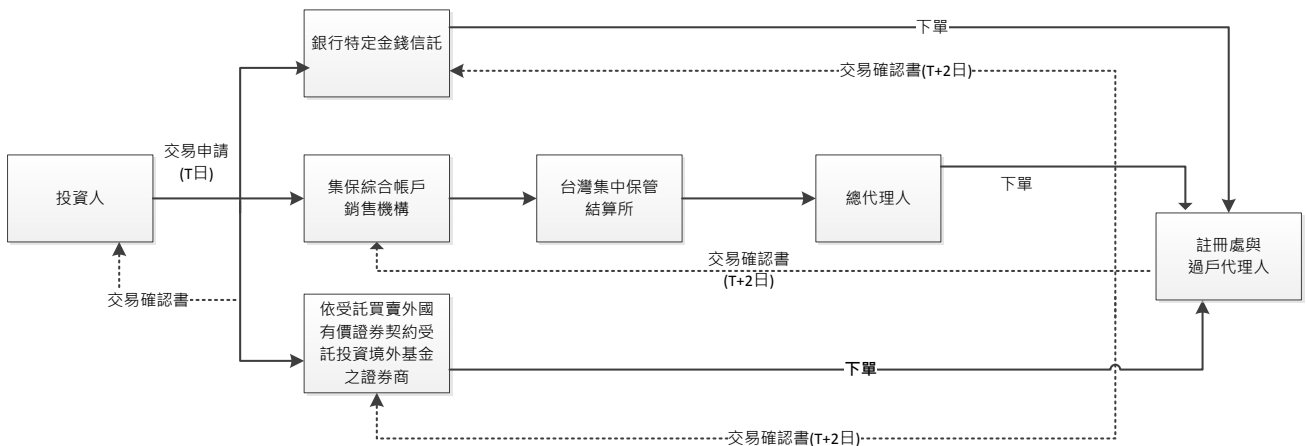 銀行特定金錢信託
下單
交易確認書(T+2日)
交易申請
(T日)
投資人
集保綜合帳戶
銷售機構
台灣集中保管
結算所
總代理人
下單
註冊處與
過戶代理人
交易確認書
(T+2日)
交易確認書
依受託買賣外國
有價證券契約受
託投資境外基金
之證券商
下單
交易確認書(T+2日)